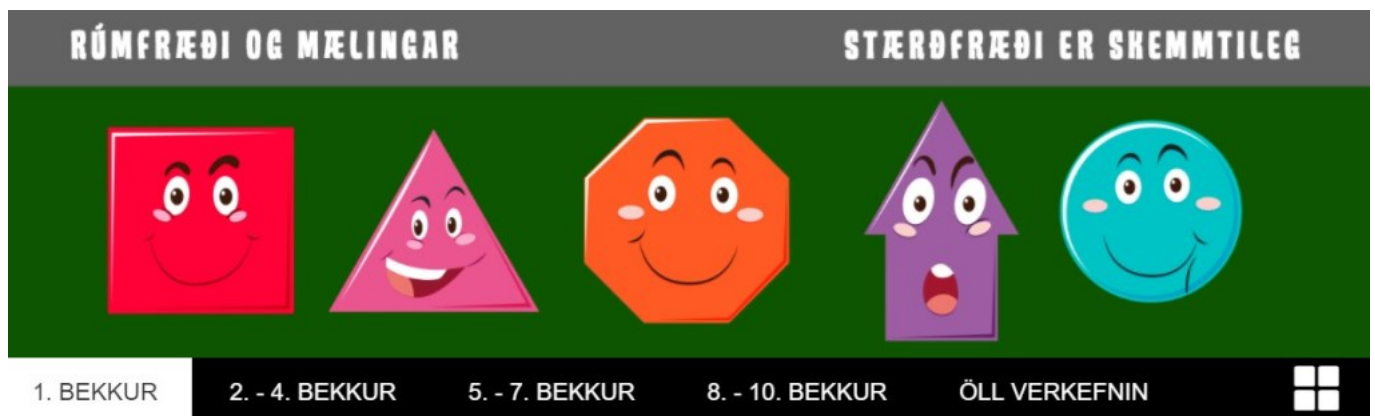 RÚMFRÆÐI OG MÆLINGAR
STÆRÐFRÆÐI ER SKEMMTILEG
1. BEKKUR
2. - 4. BEKKUR
5. - 7. BEKKUR
8. - 10. BEKKUR
ÖLL VERKEFNIN